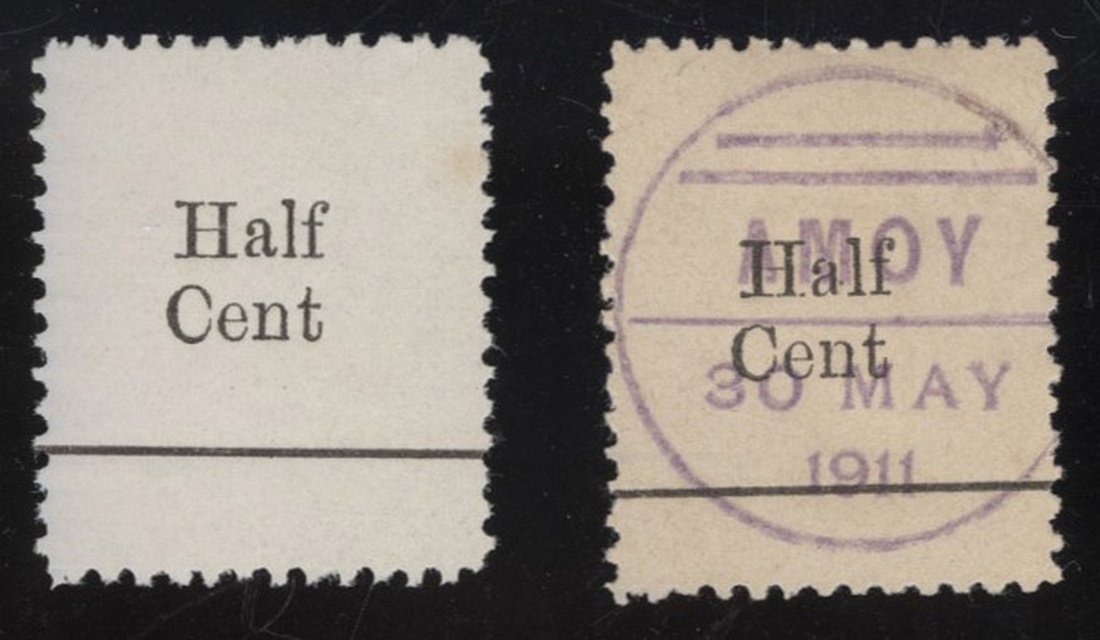 Half
Cent
AMOY
Half
Cent
30 MAY
1911